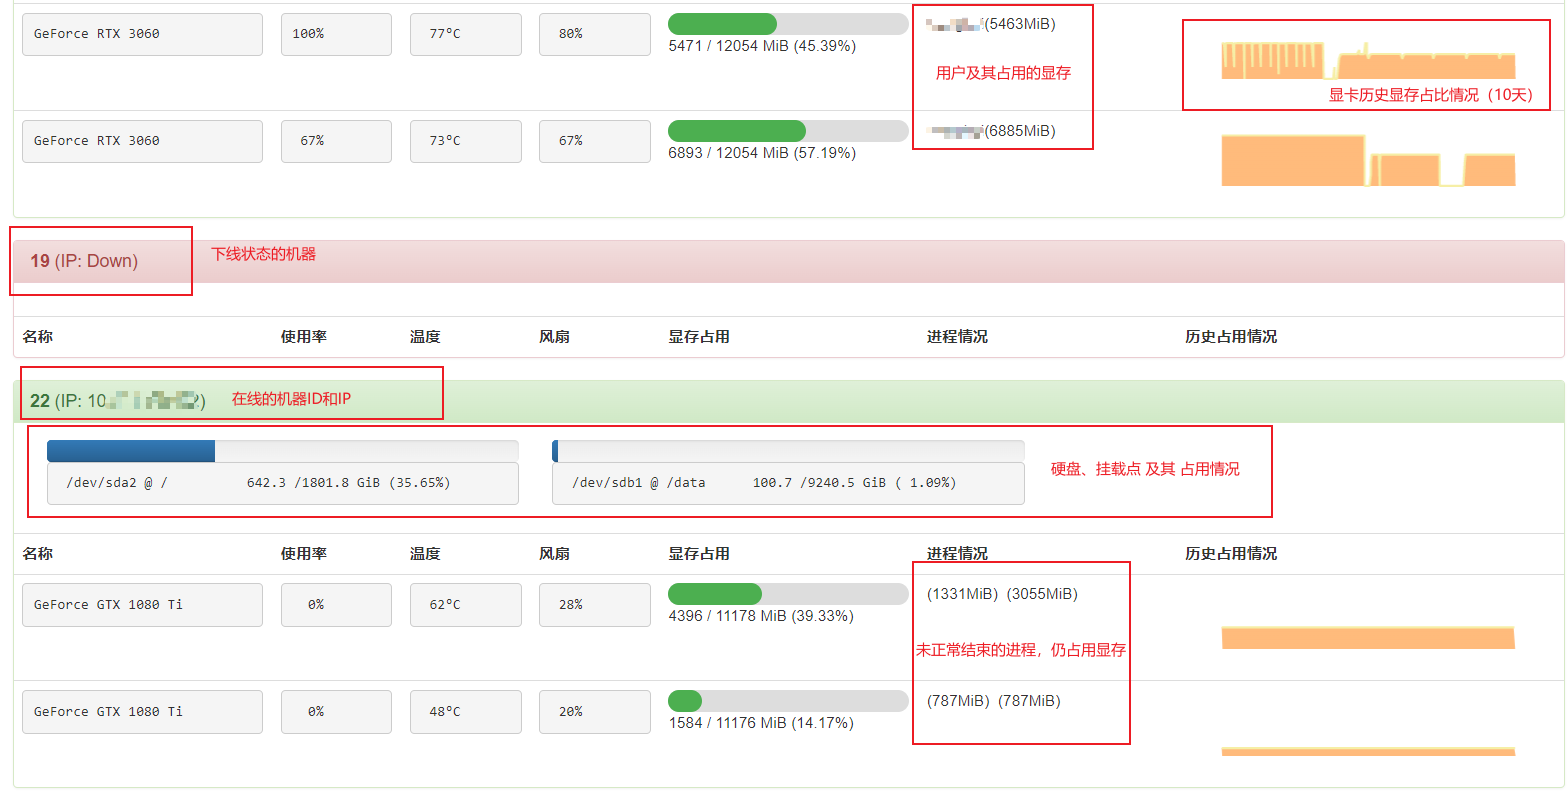 GeForce RTX 3060 100% 77°C 80% (5463MiB)
5471 / 12054 MiB (45.39%)
用户及其占用的显存
显卡历史显存占比情况（10天）
GeForce RTX 3060 67% 73°C 67% (6885MiB)
6893 / 12054 MiB (57.19%)
19 (IP: Down) 下线状态的机器
名称 使用率 温度 风扇 显存占用 进程情况 历史占用情况
22 (IP: 10 ) 在线的机器ID和IP
/dev/sda2 @ / 642.3 /1801.8 GiB (35.65%) /dev/sdb1 @ /data 100.7 /9240.5 GiB ( 1.09%) 硬盘、挂载点 及其 占用情况
名称 使用率 温度 风扇 显存占用 进程情况 历史占用情况
GeForce GTX 1080 Ti 0% 62°C 28% (1331MiB) (3055MiB)
4396 / 11178 MiB (39.33%)
未正常结束的进程，仍占用显存
GeForce GTX 1080 Ti 0% 48°C 20% (787MiB) (787MiB)
1584 / 11176 MiB (14.17%)